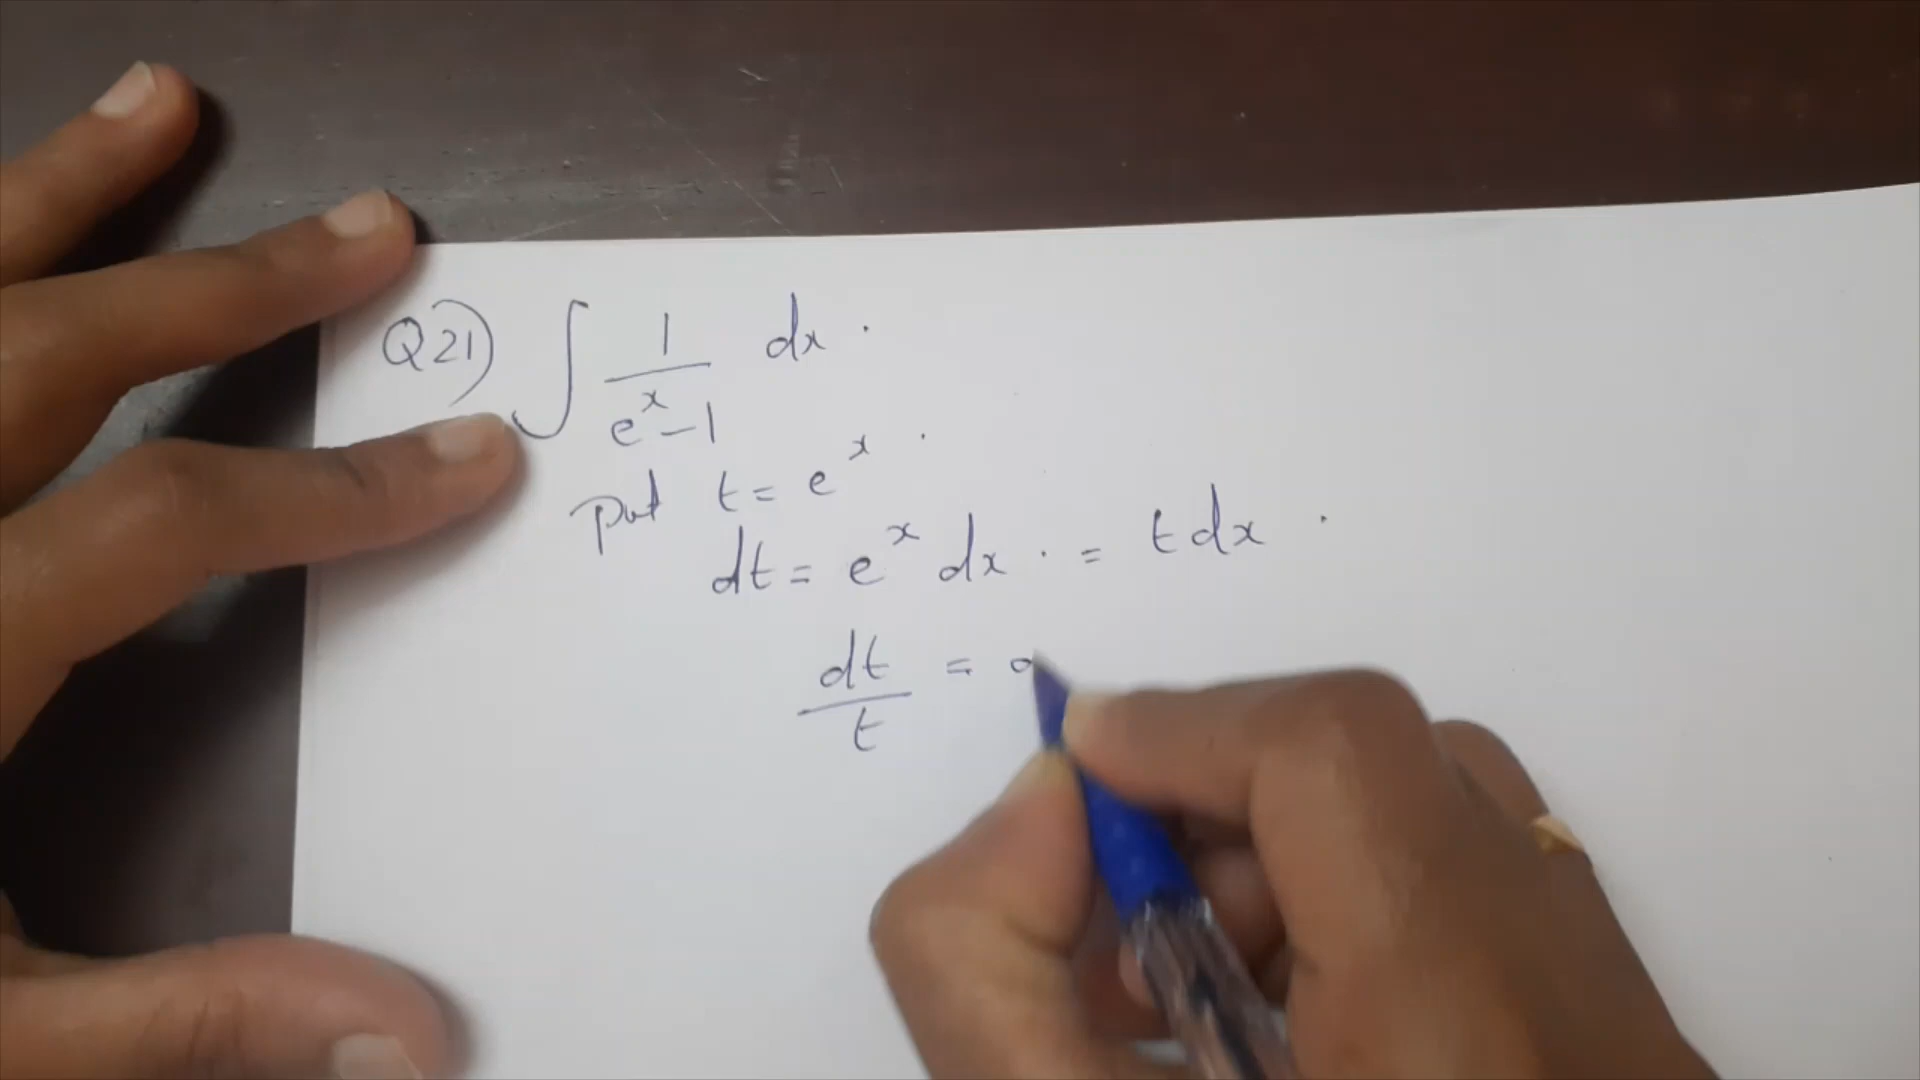 Q21) ∫ 1/(e^x - 1) dx .
Put t = e^x .
dt = e^x dx . = t dx .
dt/t = d